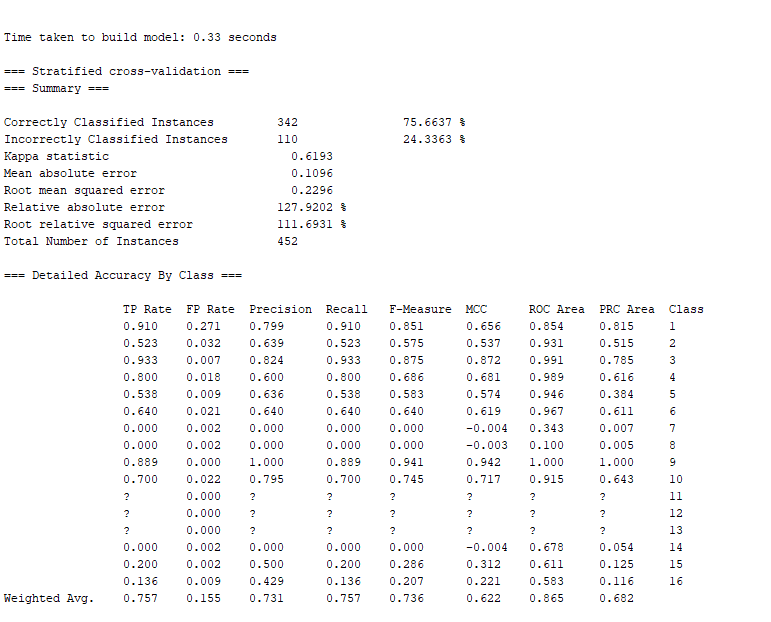 Time taken to build model: 0.33 seconds
=== Stratified cross-validation ===
=== Summary ===
Correctly Classified Instances 342 75.6637 %
Incorrectly Classified Instances 110 24.3363 %
Kappa statistic 0.6193
Mean absolute error 0.1096
Root mean squared error 0.2296
Relative absolute error 127.9202 %
Root relative squared error 111.6931 %
Total Number of Instances 452
=== Detailed Accuracy By Class ===
TP Rate FP Rate Precision Recall F-Measure MCC ROC Area PRC Area Class
0.910 0.271 0.799 0.910 0.851 0.656 0.854 0.815 1
0.523 0.032 0.639 0.523 0.575 0.537 0.931 0.515 2
0.933 0.007 0.824 0.933 0.875 0.872 0.991 0.785 3
0.800 0.018 0.600 0.800 0.686 0.681 0.989 0.616 4
0.538 0.009 0.636 0.538 0.583 0.574 0.946 0.384 5
0.640 0.021 0.640 0.640 0.640 0.619 0.967 0.611 6
0.000 0.002 0.000 0.000 0.000 -0.004 0.343 0.007 7
0.000 0.002 0.000 0.000 0.000 -0.003 0.100 0.005 8
0.889 0.000 1.000 0.889 0.941 0.942 1.000 1.000 9
0.700 0.022 0.795 0.700 0.745 0.717 0.915 0.643 10
? 0.000 ? ? ? ? ? ? 11
? 0.000 ? ? ? ? ? ? 12
? 0.000 ? ? ? ? ? ? 13
0.000 0.002 0.000 0.000 0.000 -0.004 0.678 0.054 14
0.200 0.002 0.500 0.200 0.286 0.312 0.611 0.125 15
0.136 0.009 0.429 0.136 0.207 0.221 0.583 0.116 16
Weighted Avg. 0.757 0.155 0.731 0.757 0.736 0.622 0.865 0.682